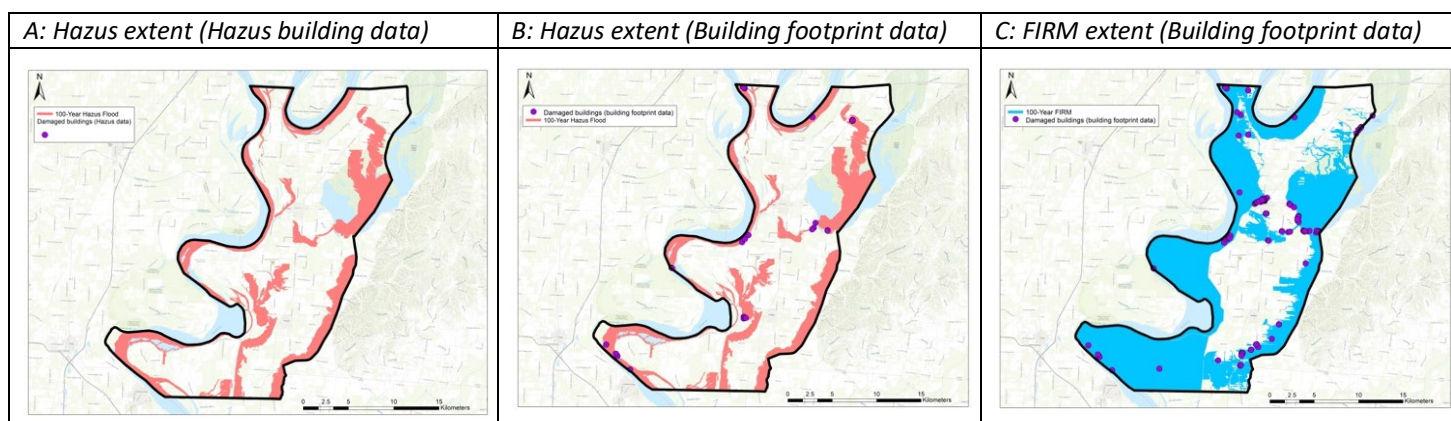 A: Hazus extent (Hazus building data)
B: Hazus extent (Building footprint data)
C: FIRM extent (Building footprint data)
N
100-Year Hazus Flood
Damaged buildings (Hazus data)
0 2.5 5 10 15
Kilometers
N
Damaged buildings (building footprint data)
100-Year Hazus Flood
0 2.5 5 10 15
Kilometers
N
100-Year FIRM
Damaged buildings (building footprint data)
0 2.5 5 10 15
Kilometers